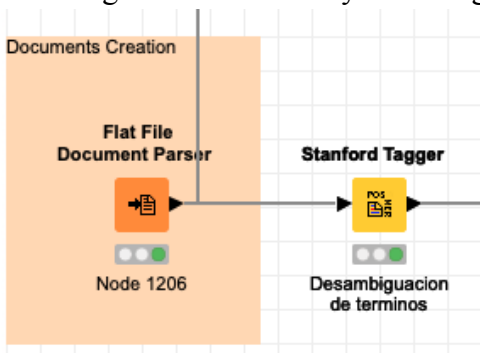 Documents Creation
Flat File
Document Parser
Stanford Tagger
POS
NER
Node 1206
Desambiguacion
de terminos